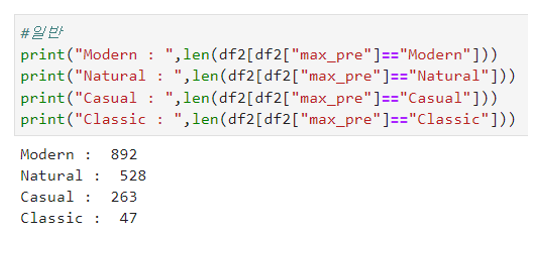 #일반
print("Modern : ",len(df2[df2["max_pre"]=="Modern"]))
print("Natural : ",len(df2[df2["max_pre"]=="Natural"]))
print("Casual : ",len(df2[df2["max_pre"]=="Casual"]))
print("Classic : ",len(df2[df2["max_pre"]=="Classic"]))
Modern :  892
Natural :  528
Casual :  263
Classic :  47